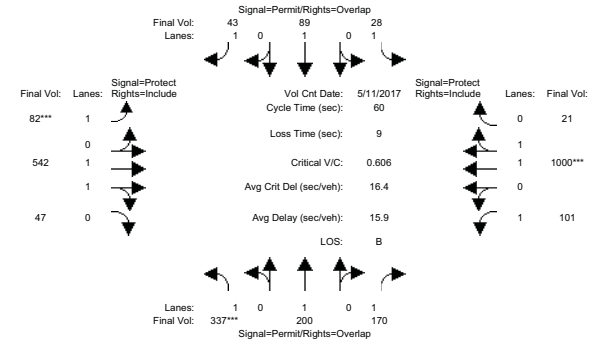 Signal=Permit/Rights=Overlap
Final Vol: 43 89 28
Lanes: 1 0 1 0 1
Signal=Protect
Final Vol: Lanes: Rights=Include
Vol Cnt Date: 5/11/2017
Signal=Protect
Rights=Include Lanes: Final Vol:
Cycle Time (sec): 60
82*** 1
0 21
Loss Time (sec): 9
0
1
542 1
Critical V/C: 0.606
1 1000***
1
Avg Crit Del (sec/veh): 16.4
0
47 0
Avg Delay (sec/veh): 15.9
1 101
LOS: B
Lanes: 1 0 1 0 1
Final Vol: 337*** 200 170
Signal=Permit/Rights=Overlap